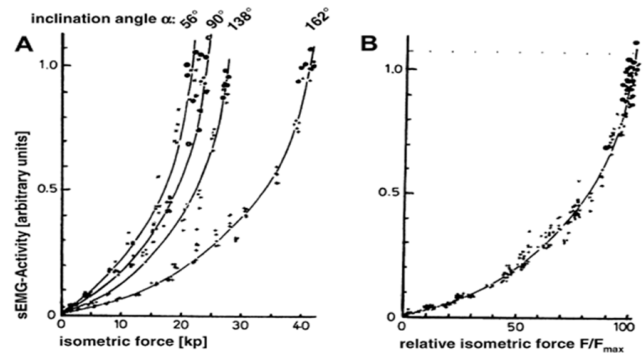 inclination angle α: 56° 90° 138° 162°
A
B
sEMG-Activity [arbitrary units]
1.0
0.5
0
0 10 20 30 40
isometric force [kp]
1.0
0.5
0
0 50 100
relative isometric force F/Fmax